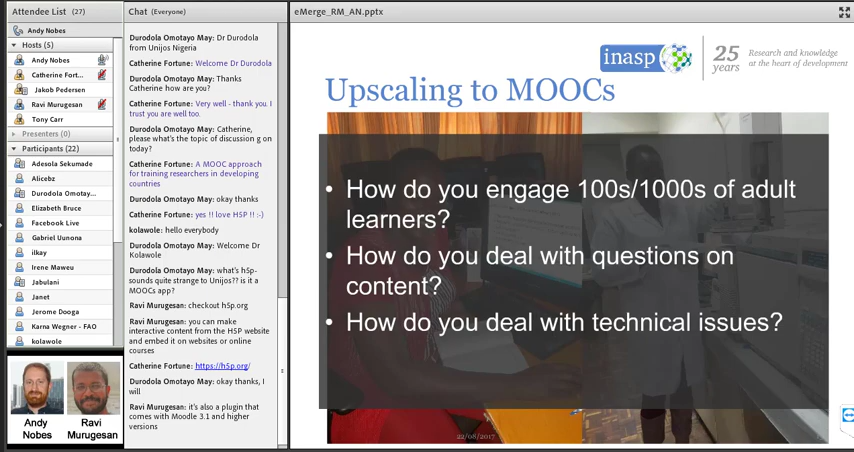 Attendee List (27)
Andy Nobes
Hosts (5)
Andy Nobes
Catherine Fort...
Jakob Pedersen
Ravi Murugesan
Tony Carr
Presenters (0)
Participants (22)
Adesola Sekumade
Alicebz
Durodola Omotay...
Elizabeth Bruce
Facebook Live
Gabriel Uunona
ilkay
Irene Maweu
Jabulani
Janet
Jerome Dooga
Karna Wegner - FAO
kolawole
Andy
Nobes
Ravi
Murugesan
Chat (Everyone)
Durodola Omotayo May: Dr Durodola
from Unijos Nigeria
Catherine Fortune: Welcome Dr Durodola
Durodola Omotayo May: Thanks
Catherine how are you?
Catherine Fortune: Very well - thank you. I
trust you are well too.
Durodola Omotayo May: Catherine,
please what's the topic of discussion g on
today?
Catherine Fortune: A MOOC approach
for training researchers in developing
countries
Durodola Omotayo May: okay thanks
Catherine Fortune: yes !! love H5P !! :-)
kolawole: hello everybody
Durodola Omotayo May: Welcome Dr
Kolawole
Durodola Omotayo May: what's h5p-
sounds quite strange to Unijos?? is it a
MOOCs app?
Ravi Murugesan: checkout h5p.org
Ravi Murugesan: you can make
interactive content from the H5P website
and embed it on websites or online
courses
Catherine Fortune: https://h5p.org/
Durodola Omotayo May: okay thanks, I
will
Ravi Murugesan: it's also a plugin that
comes with Moodle 3.1 and higher
versions
eMerge_RM_AN.pptx
inasp
25
years
Research and knowledge
at the heart of development
Upscaling to MOOCs
• How do you engage 100s/1000s of adult
learners?
• How do you deal with questions on
content?
• How do you deal with technical issues?
22/08/2017